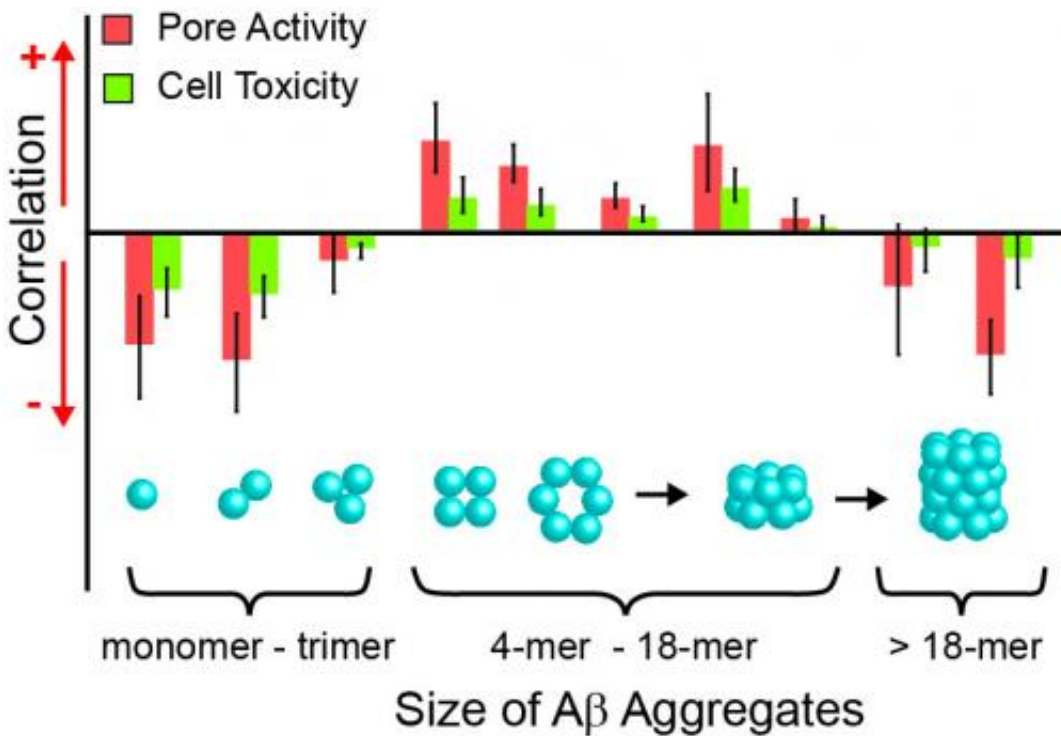 Pore Activity
Cell Toxicity
+
Correlation
-
monomer - trimer
4-mer - 18-mer
> 18-mer
Size of Aβ Aggregates